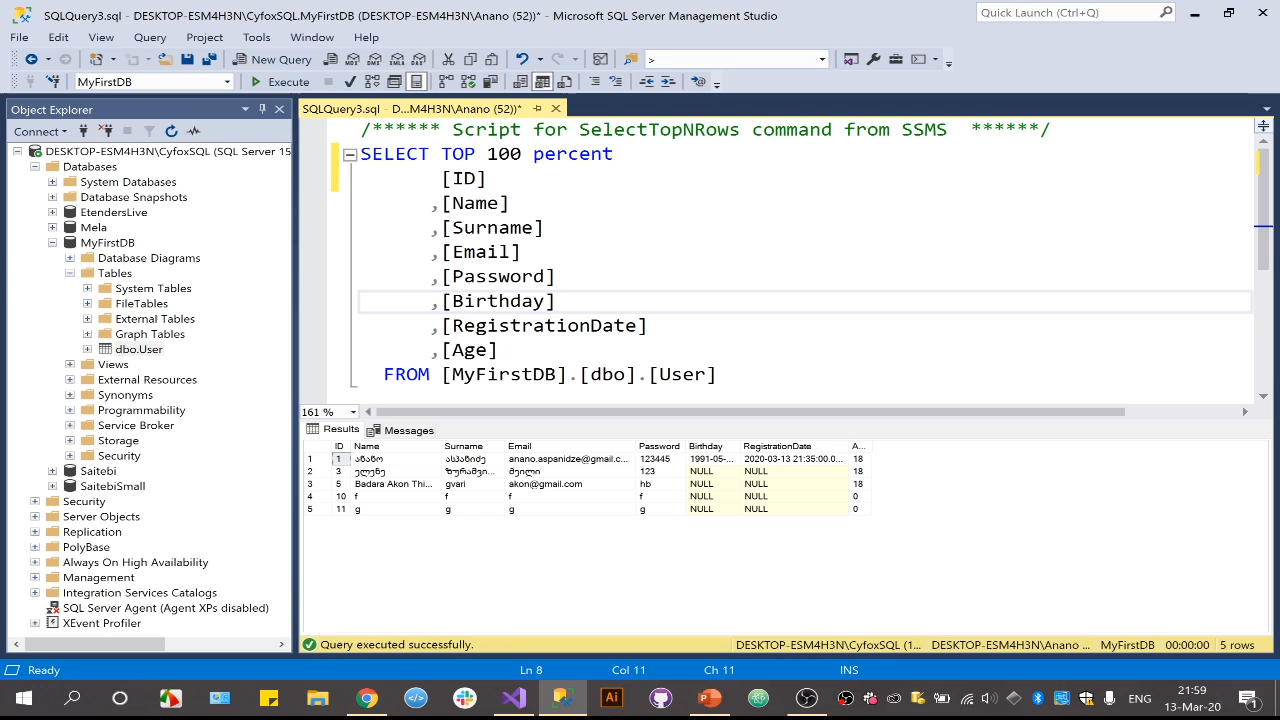 SQLQuery3.sql - DESKTOP-ESM4H3N\CyfoxSQL.MyFirstDB (DESKTOP-ESM4H3N\Anano (52))* - Microsoft SQL Server Management Studio
Quick Launch (Ctrl+Q)
File Edit View Query Project Tools Window Help
New Query
>
MyFirstDB
Execute
Object Explorer
SQLQuery3.sql - D...M4H3N\Anano (52))*
Connect
DESKTOP-ESM4H3N\CyfoxSQL (SQL Server 15
Databases
System Databases
Database Snapshots
EtendersLive
Mela
MyFirstDB
Database Diagrams
Tables
System Tables
FileTables
External Tables
Graph Tables
dbo.User
Views
External Resources
Synonyms
Programmability
Service Broker
Storage
Security
Saitebi
SaitebiSmall
Security
Server Objects
Replication
PolyBase
Always On High Availability
Management
Integration Services Catalogs
SQL Server Agent (Agent XPs disabled)
XEvent Profiler
/****** Script for SelectTopNRows command from SSMS ******/
SELECT TOP 100 percent
[ID]
,[Name]
,[Surname]
,[Email]
,[Password]
,[Birthday]
,[RegistrationDate]
,[Age]
FROM [MyFirstDB].[dbo].[User]
161 %
Results Messages
ID Name Surname Email Password Birthday RegistrationDate A...
1 1 ანანო ასპანიძე anano.aspanidze@gmail.c... 123445 1991-05-... 2020-03-13 21:35:00.0... 18
2 3 ელენე ზურაშვი... მეილი 123 NULL NULL 18
3 5 Badara Akon Thi... gvari akon@gmail.com hb NULL NULL 18
4 10 f f f f NULL NULL 0
5 11 g g g g NULL NULL 0
Query executed successfully. DESKTOP-ESM4H3N\CyfoxSQL (1... DESKTOP-ESM4H3N\Anano ... MyFirstDB 00:00:00 5 rows
Ready Ln 8 Col 11 Ch 11 INS
ENG
21:59
13-Mar-20